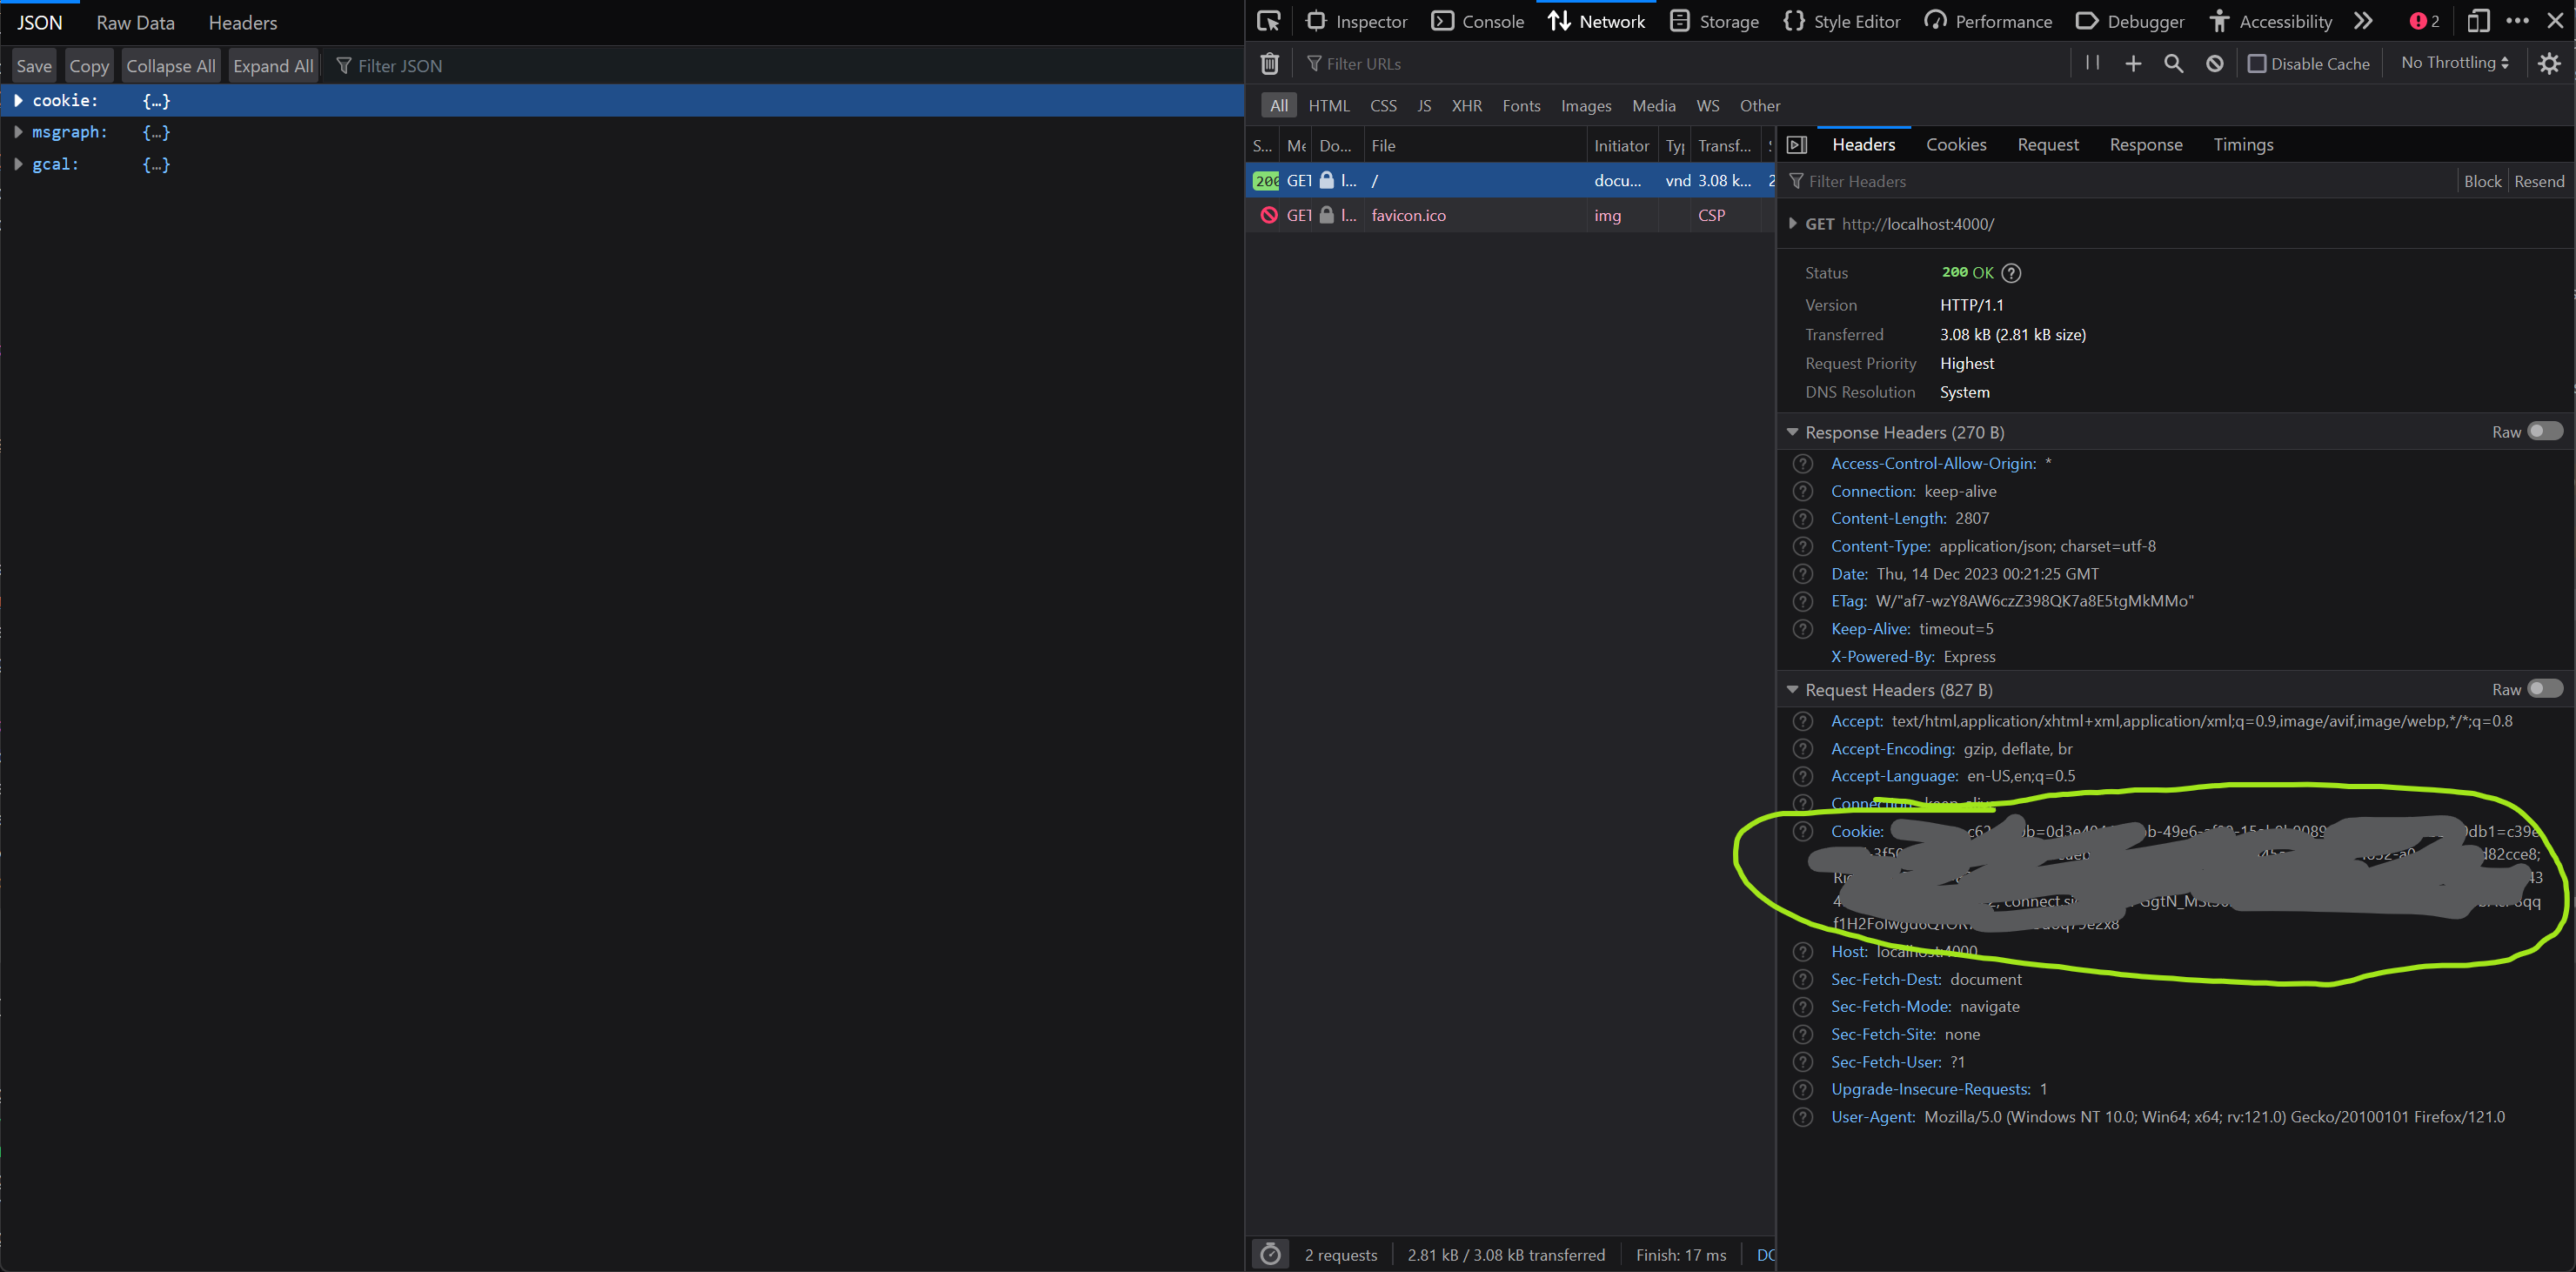 JSON Raw Data Headers
Save Copy Collapse All Expand All Filter JSON
cookie: {…}
msgraph: {…}
gcal: {…}
Inspector Console Network Storage Style Editor Performance Debugger Accessibility 2
Filter URLs Disable Cache No Throttling
All HTML CSS JS XHR Fonts Images Media WS Other
S... Me Do... File Initiator Typ Transf...
200 GET l... / docu... vnd 3.08 k... 2
GET l... favicon.ico img CSP
Headers Cookies Request Response Timings
Filter Headers Block Resend
GET http://localhost:4000/
Status 200 OK
Version HTTP/1.1
Transferred 3.08 kB (2.81 kB size)
Request Priority Highest
DNS Resolution System
Response Headers (270 B) Raw
Access-Control-Allow-Origin: *
Connection: keep-alive
Content-Length: 2807
Content-Type: application/json; charset=utf-8
Date: Thu, 14 Dec 2023 00:21:25 GMT
ETag: W/"af7-wzY8AW6czZ398QK7a8E5tgMkMMo"
Keep-Alive: timeout=5
X-Powered-By: Express
Request Headers (827 B) Raw
Accept: text/html,application/xhtml+xml,application/xml;q=0.9,image/avif,image/webp,*/*;q=0.8
Accept-Encoding: gzip, deflate, br
Accept-Language: en-US,en;q=0.5
Connection: keep-alive
Cookie:
d82cce8;
Host: localhost:4000
Sec-Fetch-Dest: document
Sec-Fetch-Mode: navigate
Sec-Fetch-Site: none
Sec-Fetch-User: ?1
Upgrade-Insecure-Requests: 1
User-Agent: Mozilla/5.0 (Windows NT 10.0; Win64; x64; rv:121.0) Gecko/20100101 Firefox/121.0
2 requests 2.81 kB / 3.08 kB transferred Finish: 17 ms